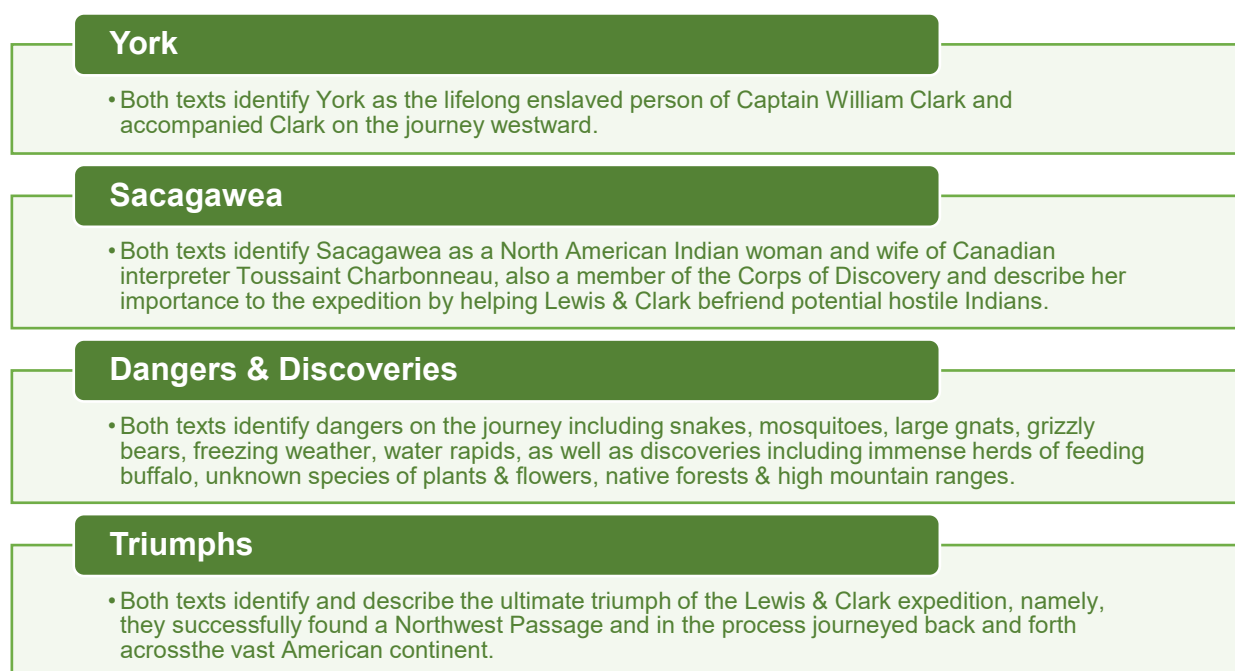 York
• Both texts identify York as the lifelong enslaved person of Captain William Clark and
accompanied Clark on the journey westward.
Sacagawea
• Both texts identify Sacagawea as a North American Indian woman and wife of Canadian
interpreter Toussaint Charbonneau, also a member of the Corps of Discovery and describe her
importance to the expedition by helping Lewis & Clark befriend potential hostile Indians.
Dangers & Discoveries
• Both texts identify dangers on the journey including snakes, mosquitoes, large gnats, grizzly
bears, freezing weather, water rapids, as well as discoveries including immense herds of feeding
buffalo, unknown species of plants & flowers, native forests & high mountain ranges.
Triumphs
• Both texts identify and describe the ultimate triumph of the Lewis & Clark expedition, namely,
they successfully found a Northwest Passage and in the process journeyed back and forth
acrossthe vast American continent.